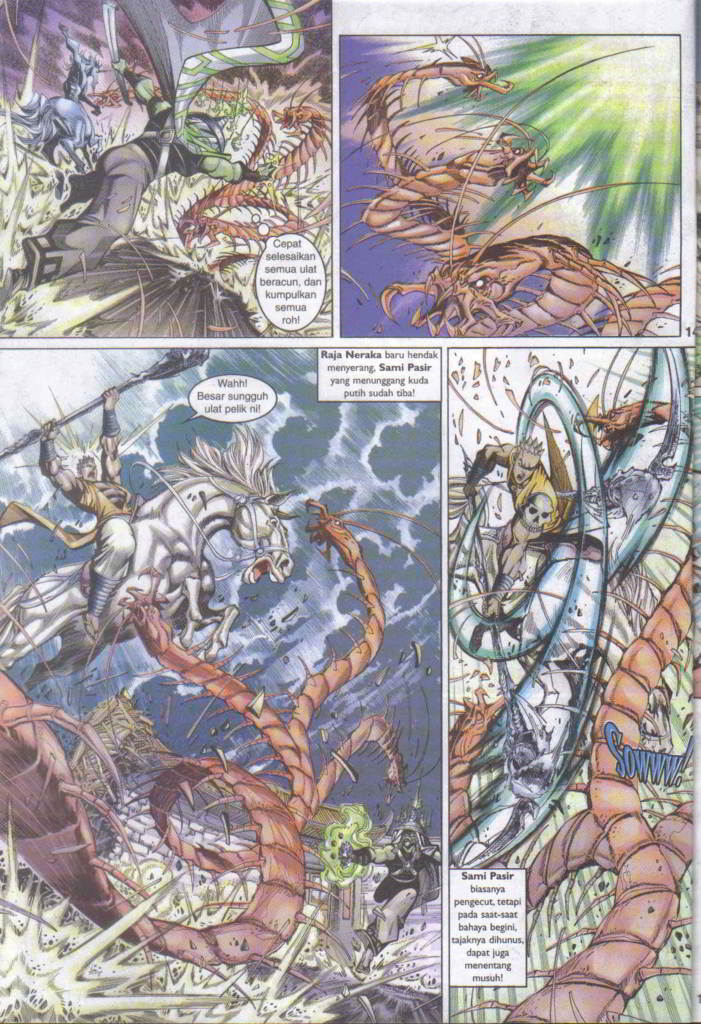 Cepat
selesaikan
semua ulat
beracun, dan
kumpulkan
semua
roh!
Wahh!
Besar sungguh
ulat pelik ni!
Raja Neraka baru hendak
menyerang, Sami Pasir
yang menunggang kuda
putih sudah tiba!
Sowww!
Sami Pasir
biasanya
pengecut, tetapi
pada saat-saat
bahaya begini,
tajaknya dihunus,
dapat juga
menentang
musuh!